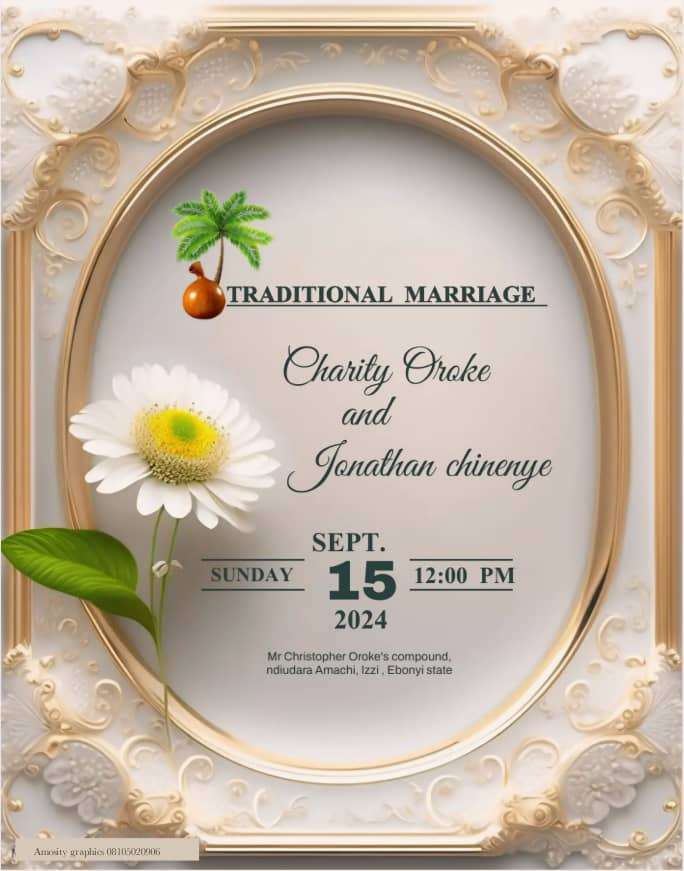 TRADITIONAL MARRIAGE
Charity Oroke
and
Jonathan chinenye
SEPT.
SUNDAY 15 12:00 PM
2024
Mr Christopher Oroke's compound,
ndiudara Amachi, Izzi , Ebonyi state
Amosity graphics 08105020906